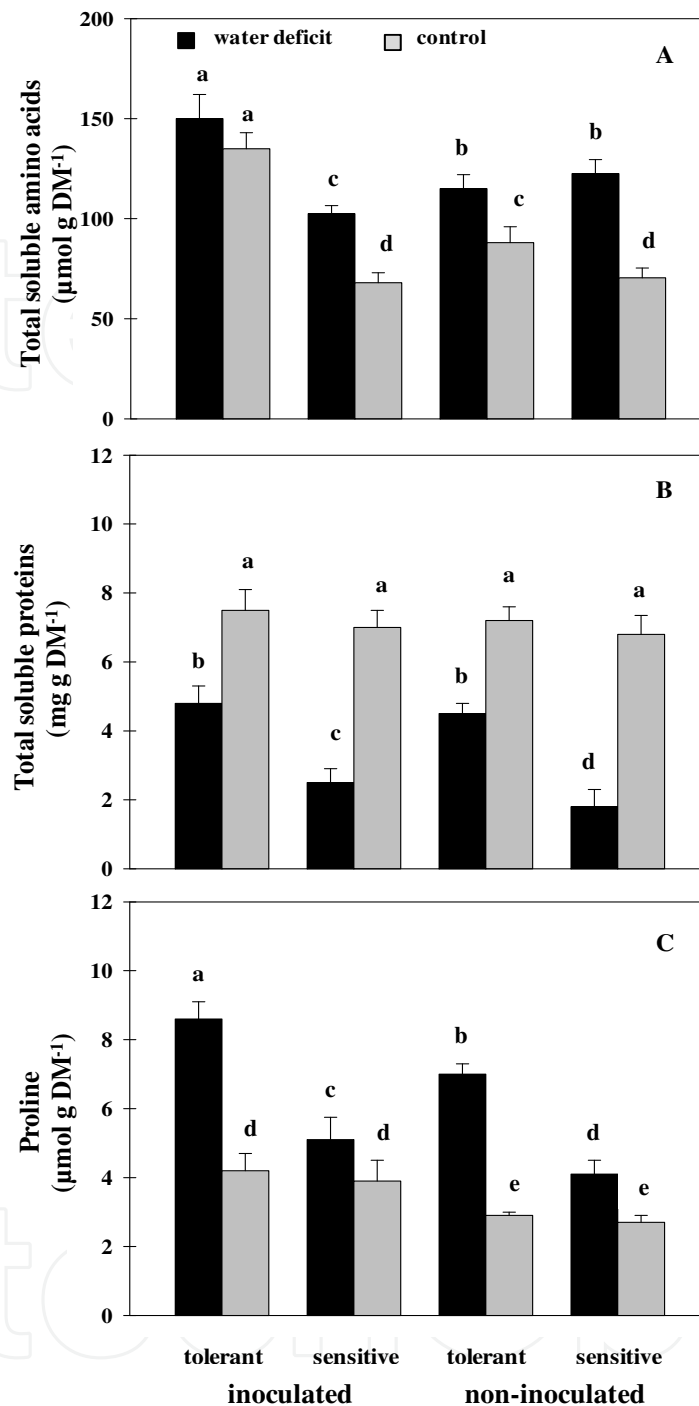 200
water deficit
control
A
a
a
150
b
b
c
c
100
d
d
50
0
Total soluble amino acids
(µmol g DM-1)
12
B
10
a
a
a
a
8
b
b
6
c
d
4
2
0
Total soluble proteins
(mg g DM-1)
12
C
10
a
b
8
c
d
d
d
6
e
e
4
2
0
Proline
(µmol g DM-1)
tolerant sensitive tolerant sensitive
inoculated non-inoculated